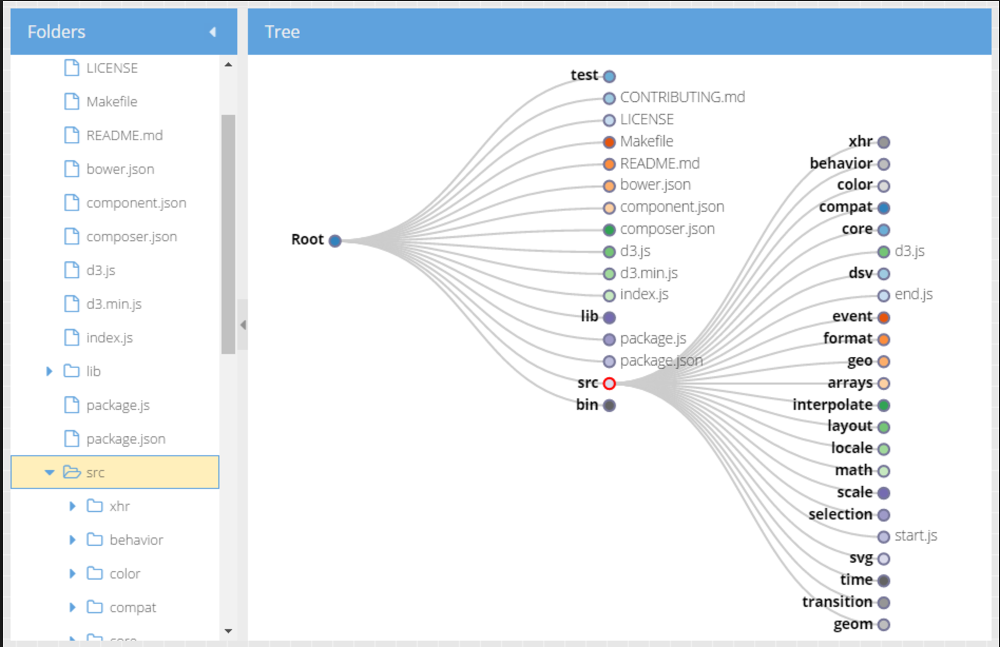 Folders
LICENSE
Makefile
README.md
bower.json
component.json
composer.json
d3.js
d3.min.js
index.js
lib
package.js
package.json
src
xhr
behavior
color
compat
core
Tree
Root
test
CONTRIBUTING.md
LICENSE
Makefile
README.md
bower.json
component.json
composer.json
d3.js
d3.min.js
index.js
lib
package.js
package.json
src
bin
xhr
behavior
color
compat
core
d3.js
dsv
end.js
event
format
geo
arrays
interpolate
layout
locale
math
scale
selection
start.js
svg
time
transition
geom